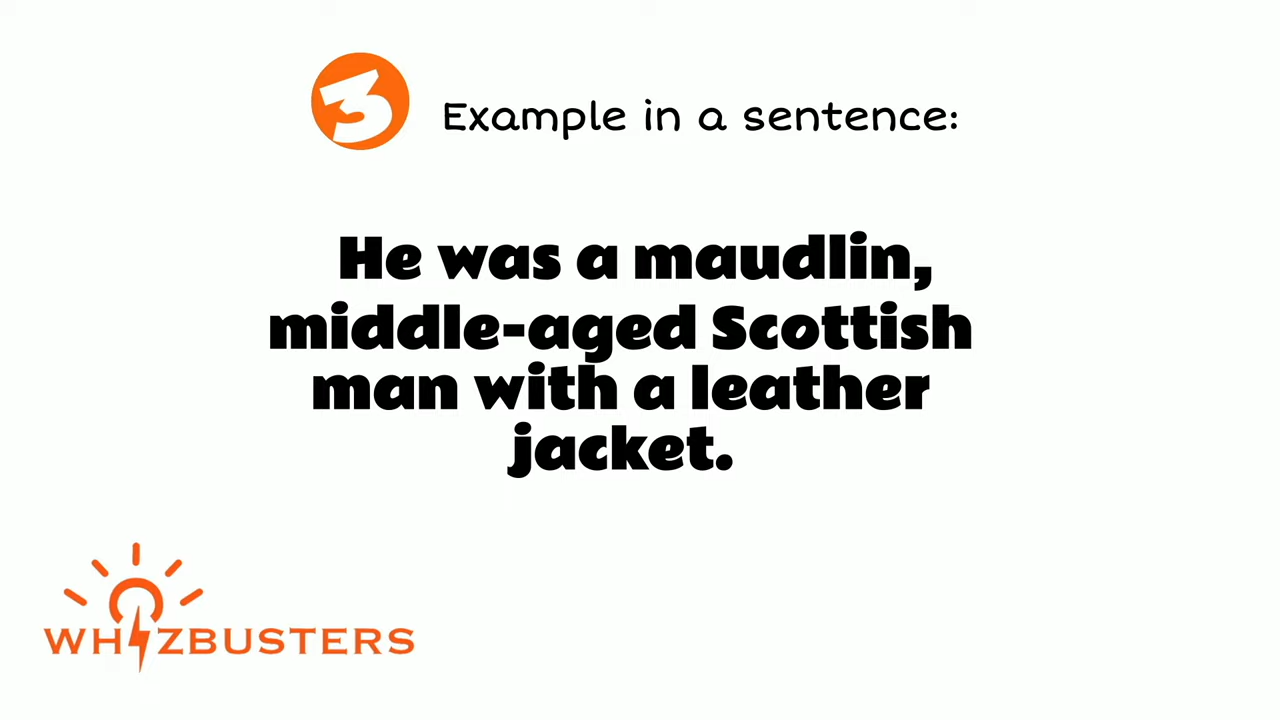 3 Example in a sentence:
He was a maudlin,
middle-aged Scottish
man with a leather
jacket.
WHIZBUSTERS